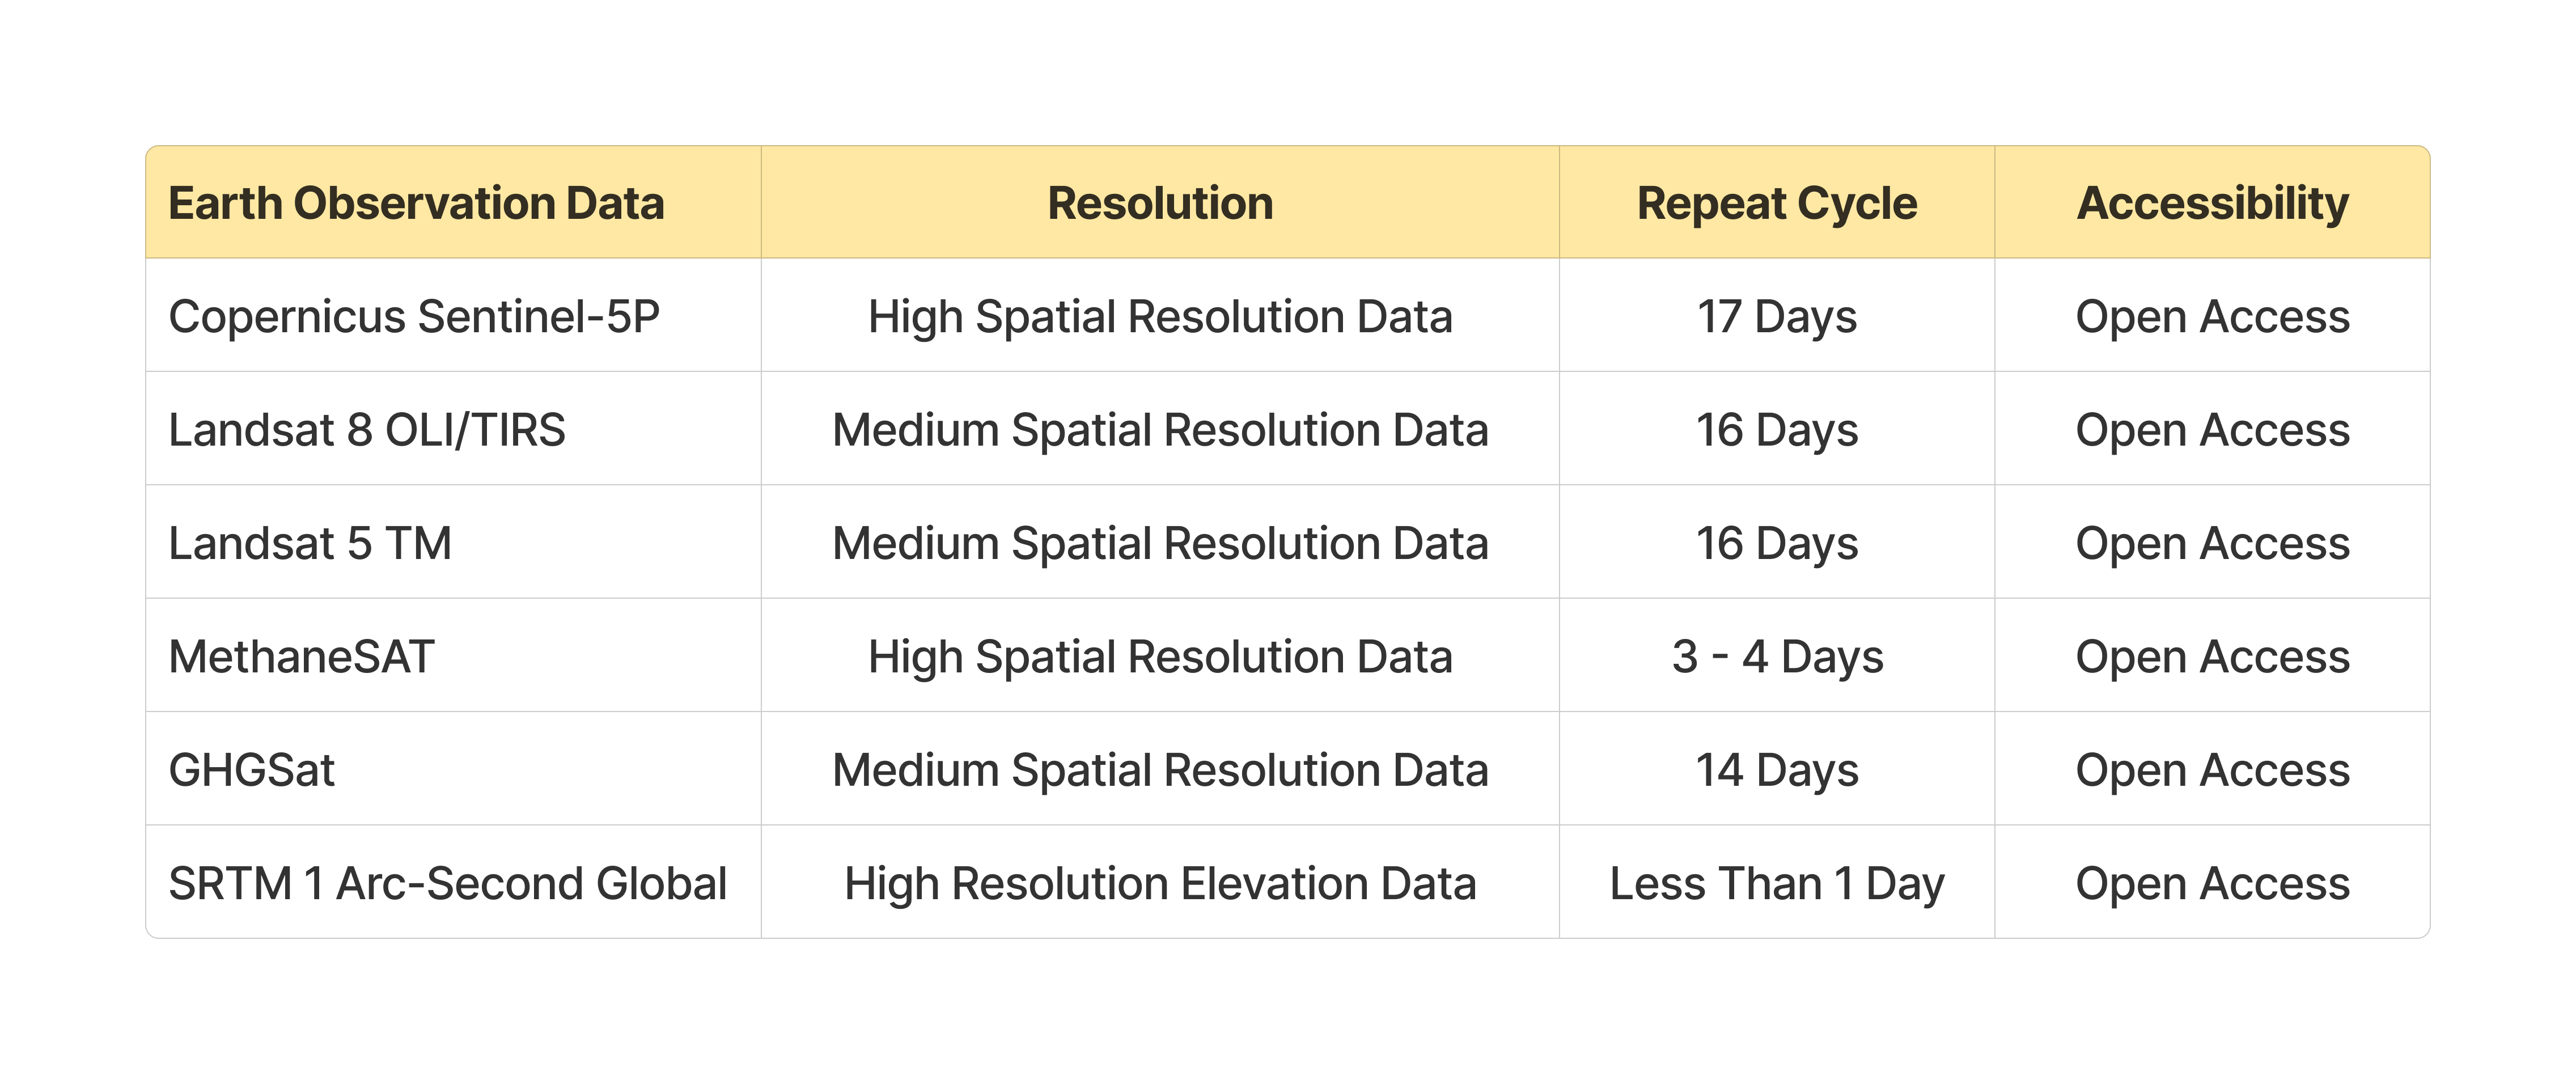 Earth Observation Data Resolution Repeat Cycle Accessibility
Copernicus Sentinel-5P High Spatial Resolution Data 17 Days Open Access
Landsat 8 OLI/TIRS Medium Spatial Resolution Data 16 Days Open Access
Landsat 5 TM Medium Spatial Resolution Data 16 Days Open Access
MethaneSAT High Spatial Resolution Data 3 - 4 Days Open Access
GHGSat Medium Spatial Resolution Data 14 Days Open Access
SRTM 1 Arc-Second Global High Resolution Elevation Data Less Than 1 Day Open Access